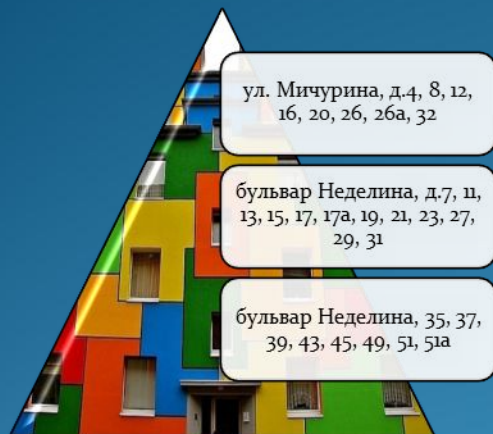 ул. Мичурина, д.4, 8, 12,
16, 20, 26, 26а, 32
бульвар Неделина, д.7, 11,
13, 15, 17, 17а, 19, 21, 23, 27,
29, 31
бульвар Неделина, 35, 37,
39, 43, 45, 49, 51, 51а